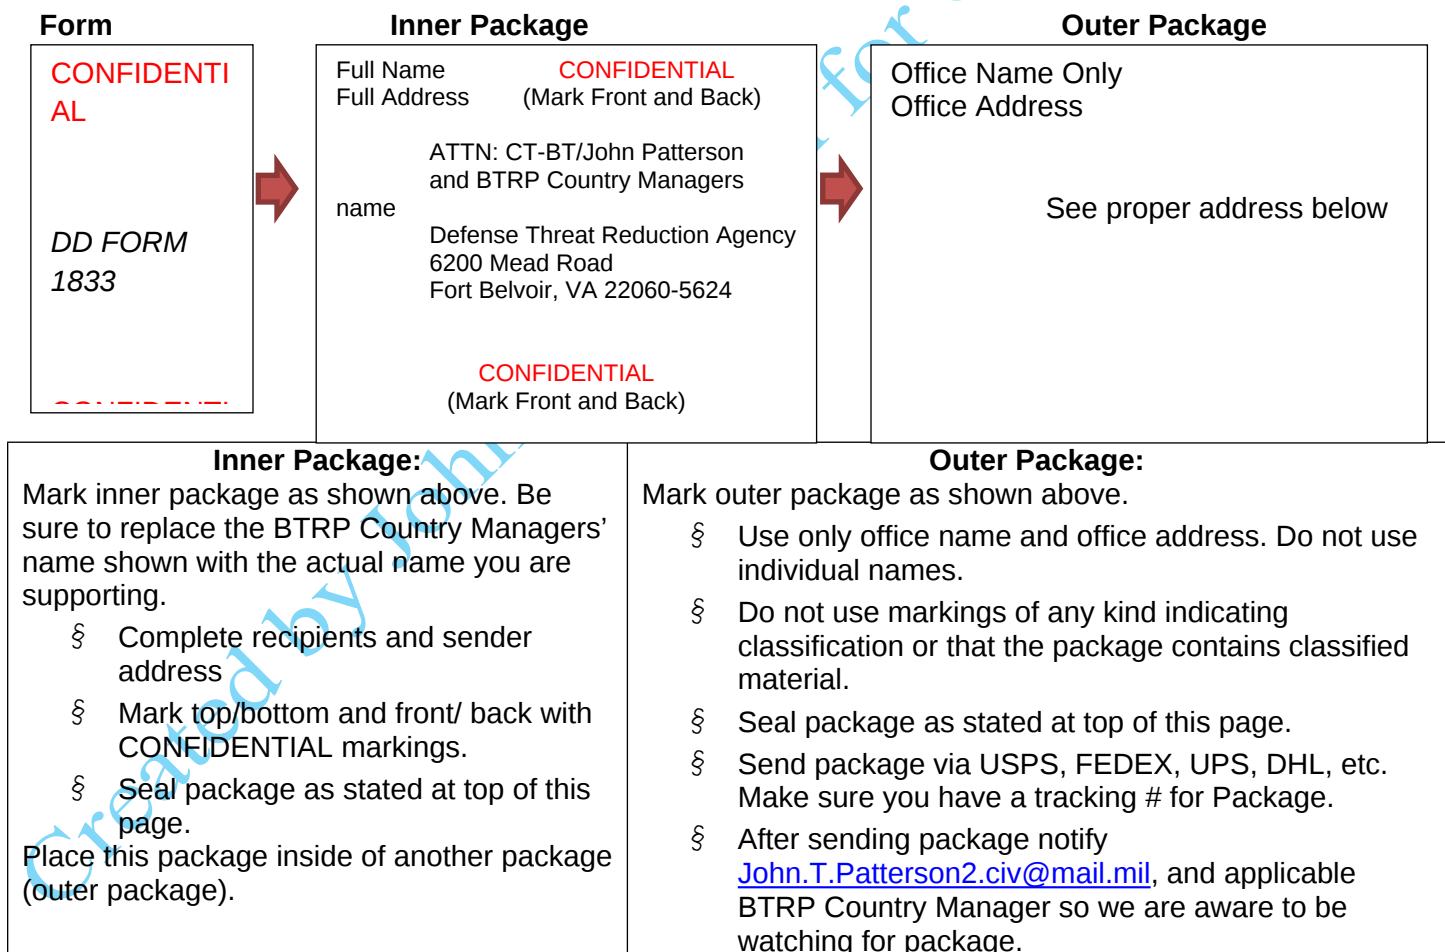 Form
Inner Package
Outer Package
CONFIDENTI
AL
DD FORM
1833
Full Name CONFIDENTIAL
Full Address (Mark Front and Back)
ATTN: CT-BT/John Patterson
and BTRP Country Managers
name
Defense Threat Reduction Agency
6200 Mead Road
Fort Belvoir, VA 22060-5624
CONFIDENTIAL
(Mark Front and Back)
Office Name Only
Office Address
See proper address below
Inner Package:
Mark inner package as shown above. Be
sure to replace the BTRP Country Managers’
name shown with the actual name you are
supporting.
§ Complete recipients and sender
address
§ Mark top/bottom and front/ back with
CONFIDENTIAL markings.
§ Seal package as stated at top of this
page.
Place this package inside of another package
(outer package).
Outer Package:
Mark outer package as shown above.
§ Use only office name and office address. Do not use
individual names.
§ Do not use markings of any kind indicating
classification or that the package contains classified
material.
§ Seal package as stated at top of this page.
§ Send package via USPS, FEDEX, UPS, DHL, etc.
Make sure you have a tracking # for Package.
§ After sending package notify
John.T.Patterson2.civ@mail.mil, and applicable
BTRP Country Manager so we are aware to be
watching for package.
Created by John
for